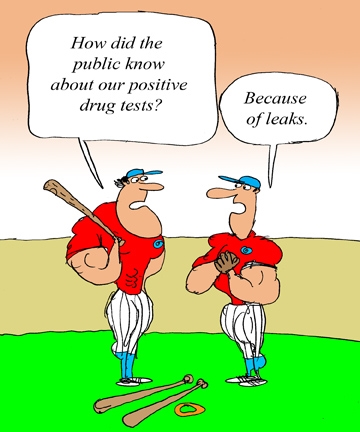 How did the
public know
about our positive
drug tests?
Because
of leaks.